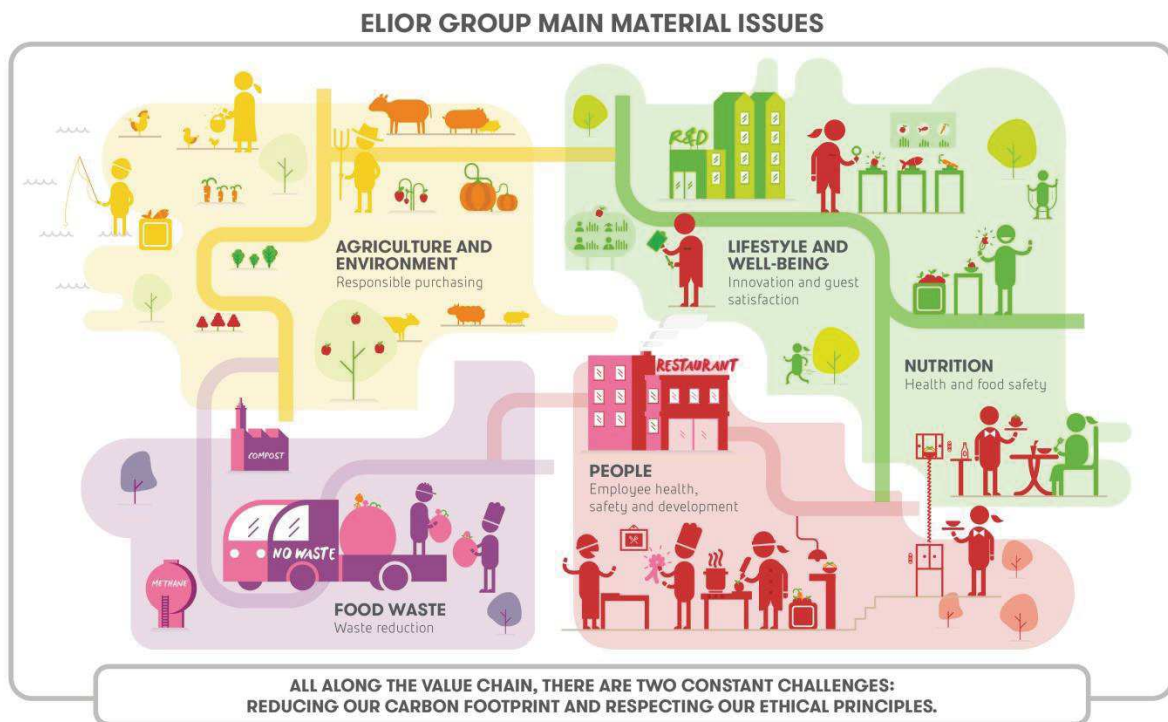 ELIOR GROUP MAIN MATERIAL ISSUES
R&D
AGRICULTURE AND
ENVIRONMENT
Responsible purchasing
LIFESTYLE AND
WELL-BEING
Innovation and guest
satisfaction
RESTAURANT
NUTRITION
Health and food safety
COMPOST
PEOPLE
Employee health,
safety and development
NO WASTE
METHANE
FOOD WASTE
Waste reduction
ALL ALONG THE VALUE CHAIN, THERE ARE TWO CONSTANT CHALLENGES:
REDUCING OUR CARBON FOOTPRINT AND RESPECTING OUR ETHICAL PRINCIPLES.